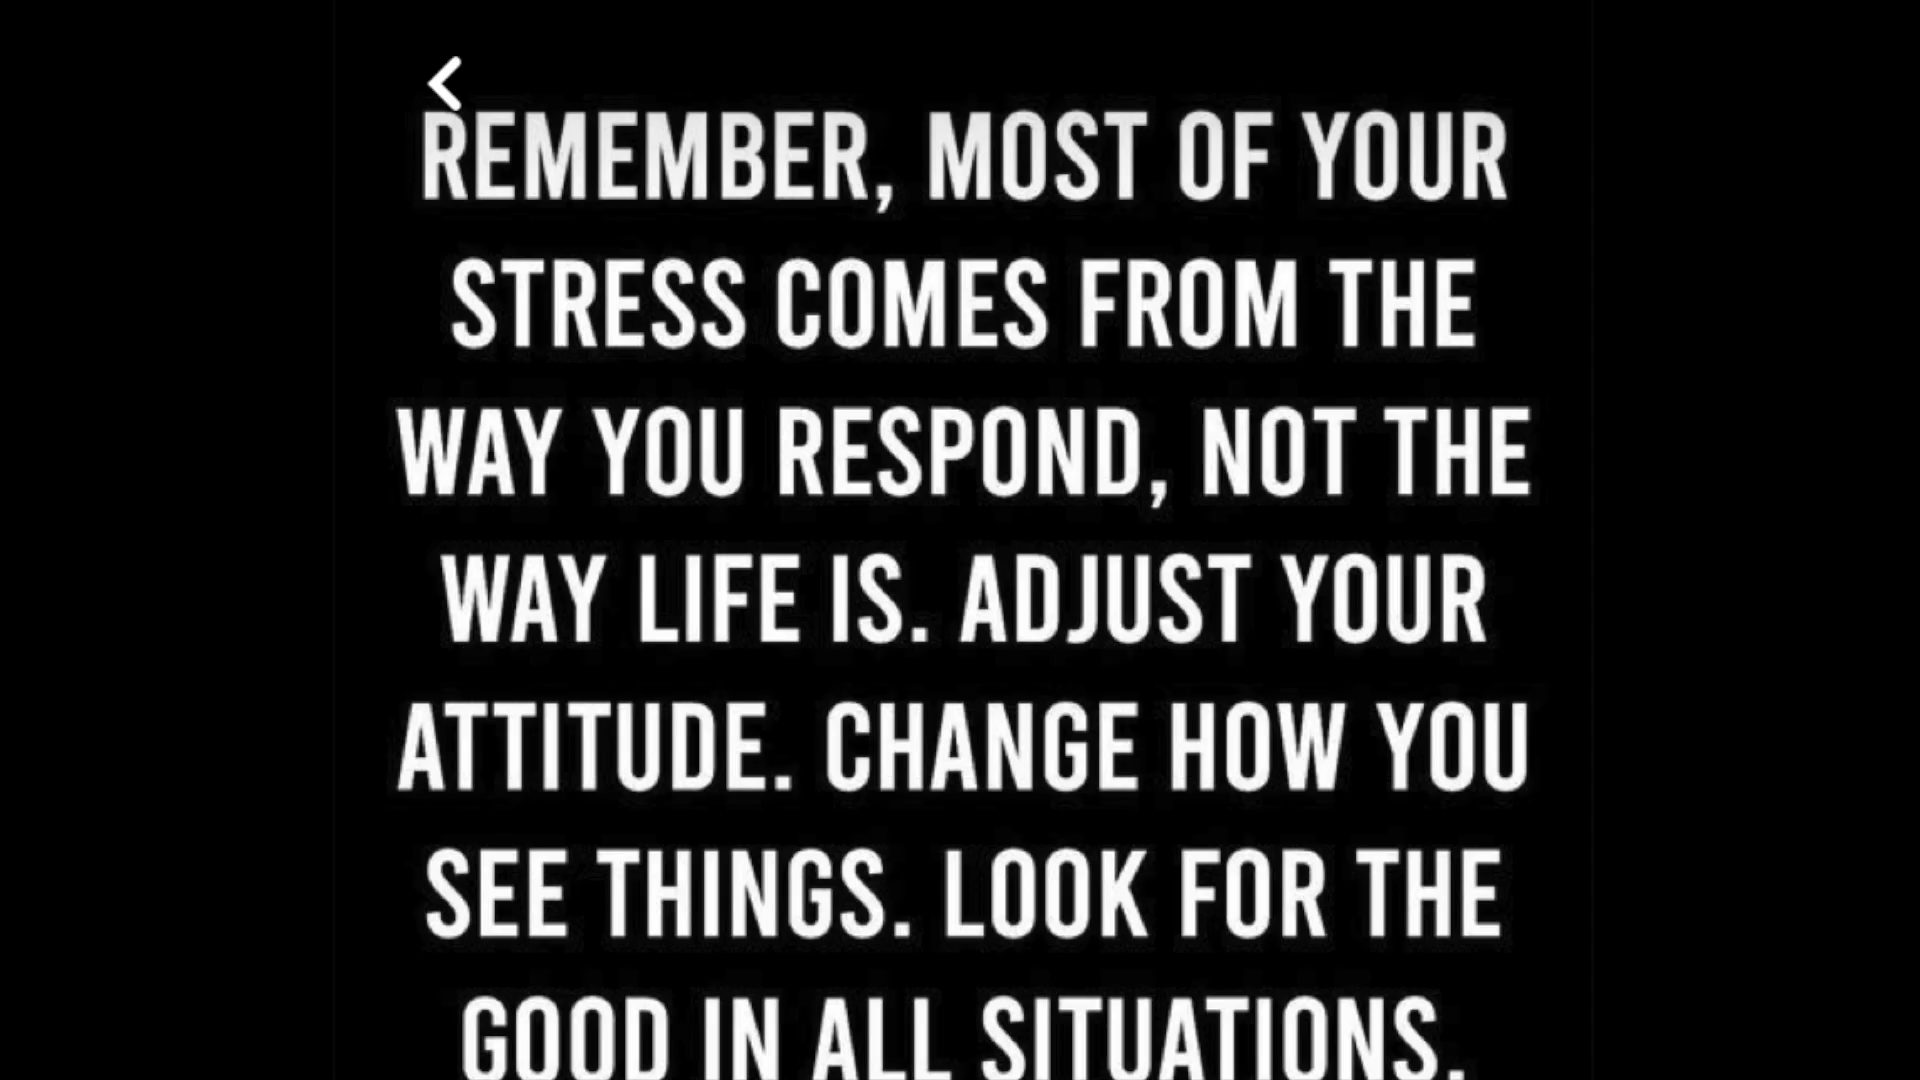 REMEMBER, MOST OF YOUR
STRESS COMES FROM THE
WAY YOU RESPOND, NOT THE
WAY LIFE IS. ADJUST YOUR
ATTITUDE. CHANGE HOW YOU
SEE THINGS. LOOK FOR THE
GOOD IN ALL SITUATIONS.